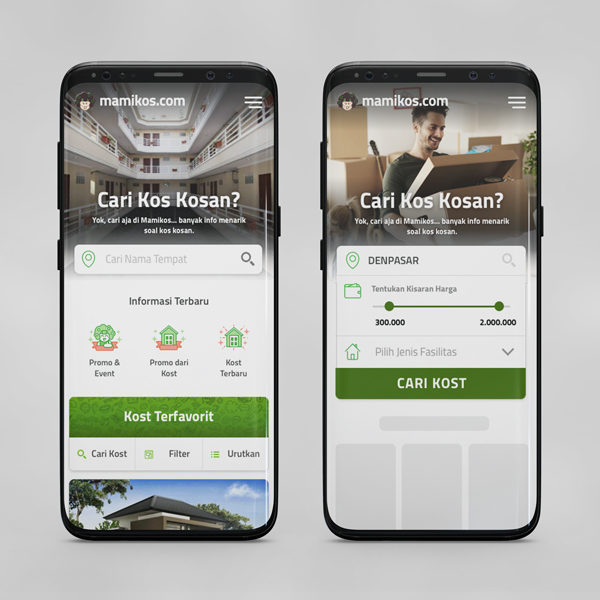 mamikos.com
Cari Kos Kosan?
Yok, cari aja di Mamikos... banyak info menarik
soal kos kosan.
Cari Nama Tempat
Informasi Terbaru
Promo &
Event
Promo dari
Kost
Kost
Terbaru
Kost Terfavorit
Cari Kost
Filter
Urutkan
mamikos.com
Cari Kos Kosan?
Yok, cari aja di Mamikos... banyak info menarik
soal kos kosan.
DENPASAR
Tentukan Kisaran Harga
300.000
2.000.000
Pilih Jenis Fasilitas
CARI KOST